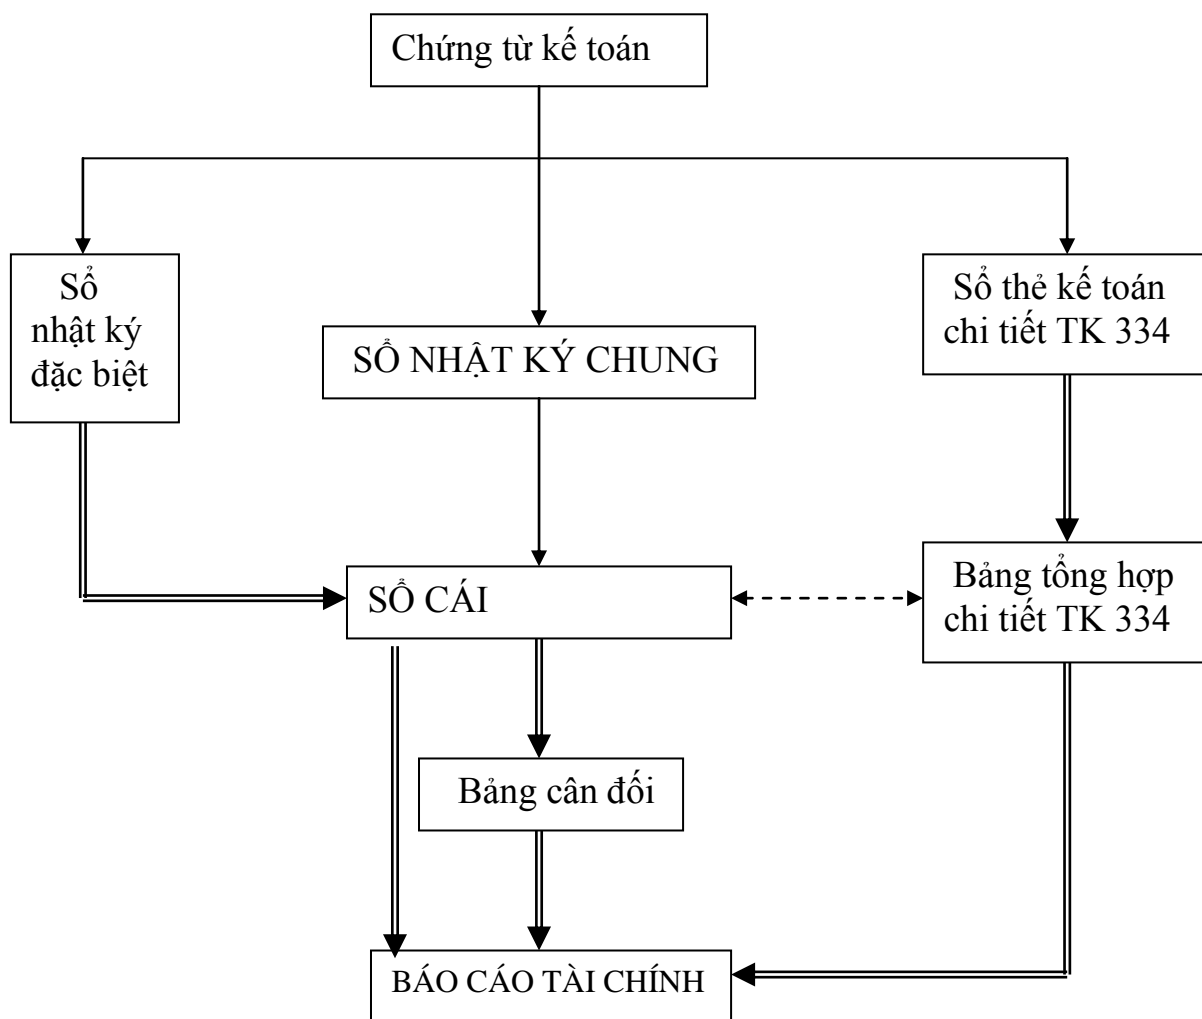 Chứng từ kế toán
Sổ
nhật ký
đặc biệt
SỔ NHẬT KÝ CHUNG
Sổ thẻ kế toán
chi tiết TK 334
SỔ CÁI
Bảng tổng hợp
chi tiết TK 334
Bảng cân đối
BÁO CÁO TÀI CHÍNH